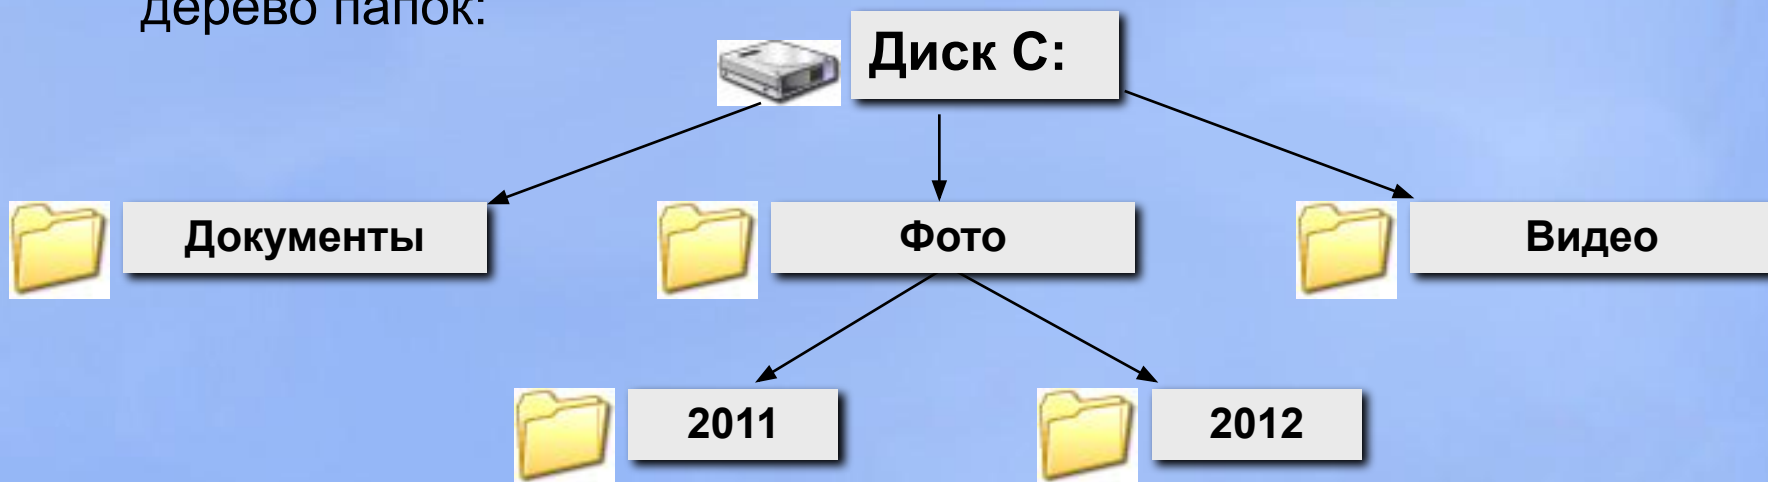 дерево папок:
Диск C:
Документы
Фото
Видео
2011
2012